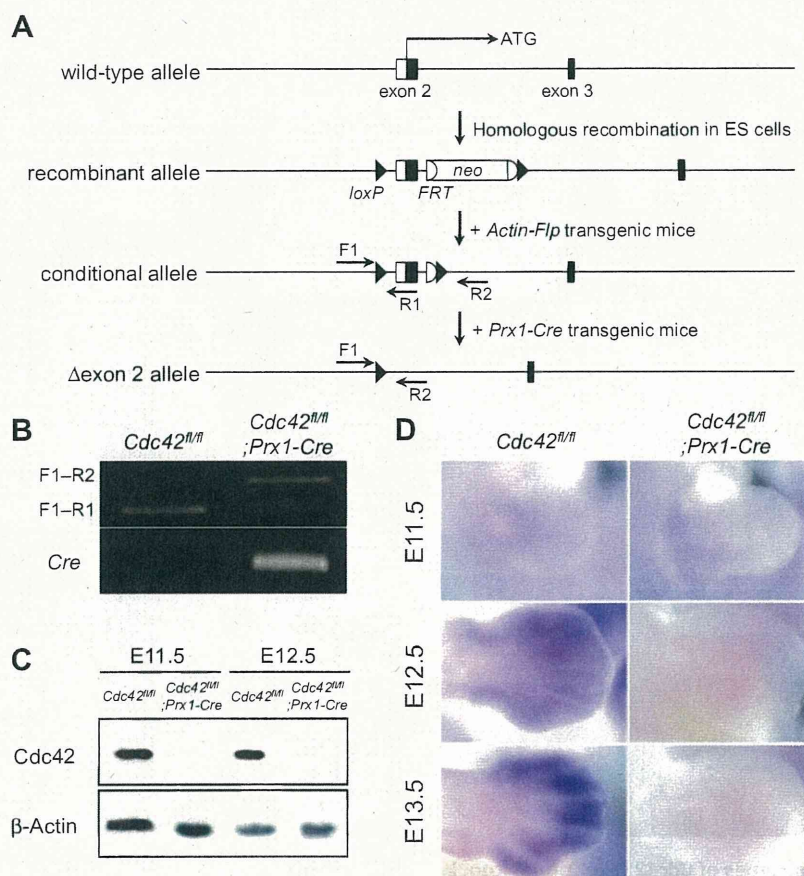 A
ATG
wild-type allele
exon 2
exon 3
Homologous recombination in ES cells
recombinant allele
neo
loxP
FRT
+ Actin-Flp transgenic mice
F1
conditional allele
R1
R2
+ Prx1-Cre transgenic mice
F1
Δexon 2 allele
R2
B
Cdc42fl/fl
Cdc42fl/fl
;Prx1-Cre
F1–R2
F1–R1
Cre
C
E11.5
E12.5
Cdc42fl/fl
Cdc42fl/fl
;Prx1-Cre
Cdc42fl/fl
Cdc42fl/fl
;Prx1-Cre
Cdc42
β-Actin
D
Cdc42fl/fl
Cdc42fl/fl
;Prx1-Cre
E11.5
E12.5
E13.5